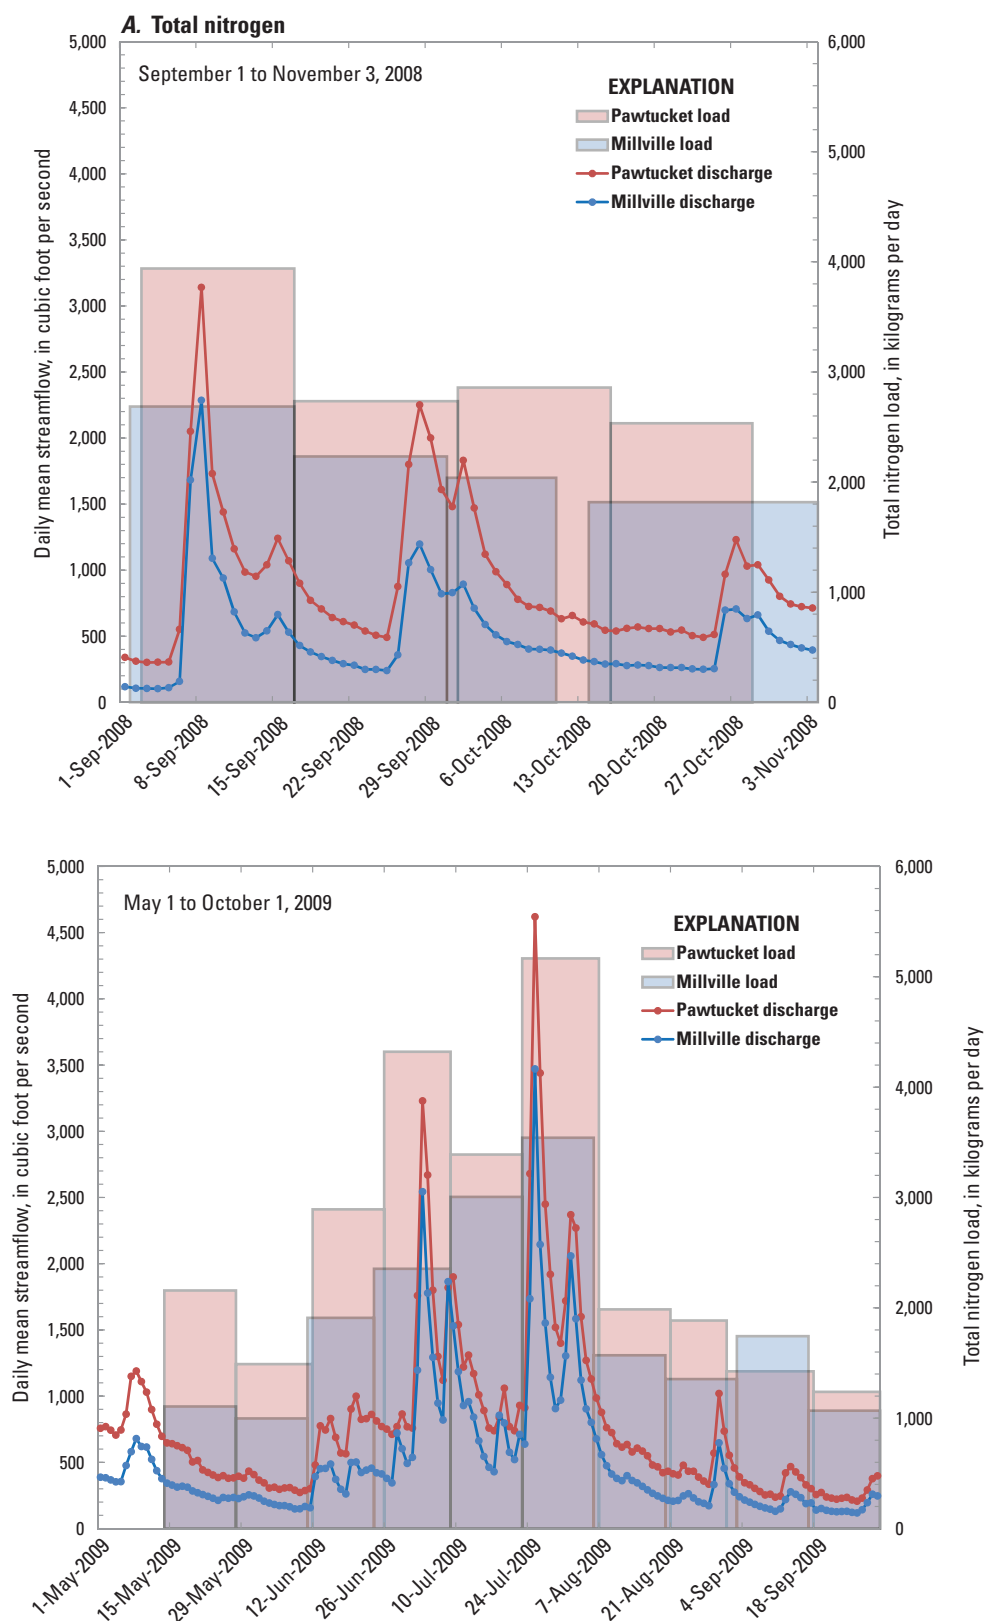 A. Total nitrogen
September 1 to November 3, 2008
EXPLANATION
Pawtucket load
Millville load
Pawtucket discharge
Millville discharge
Daily mean streamflow, in cubic foot per second
5,000
4,500
4,000
3,500
3,000
2,500
2,000
1,500
1,000
500
0
6,000
5,000
4,000
3,000
2,000
1,000
0
Total nitrogen load, in kilograms per day
1-Sep-2008
8-Sep-2008
15-Sep-2008
22-Sep-2008
29-Sep-2008
6-Oct-2008
13-Oct-2008
20-Oct-2008
27-Oct-2008
3-Nov-2008
May 1 to October 1, 2009
EXPLANATION
Pawtucket load
Millville load
Pawtucket discharge
Millville discharge
Daily mean streamflow, in cubic foot per second
5,000
4,500
4,000
3,500
3,000
2,500
2,000
1,500
1,000
500
0
6,000
5,000
4,000
3,000
2,000
1,000
0
Total nitrogen load, in kilograms per day
1-May-2009
15-May-2009
29-May-2009
12-Jun-2009
26-Jun-2009
10-Jul-2009
24-Jul-2009
7-Aug-2009
21-Aug-2009
4-Sep-2009
18-Sep-2009